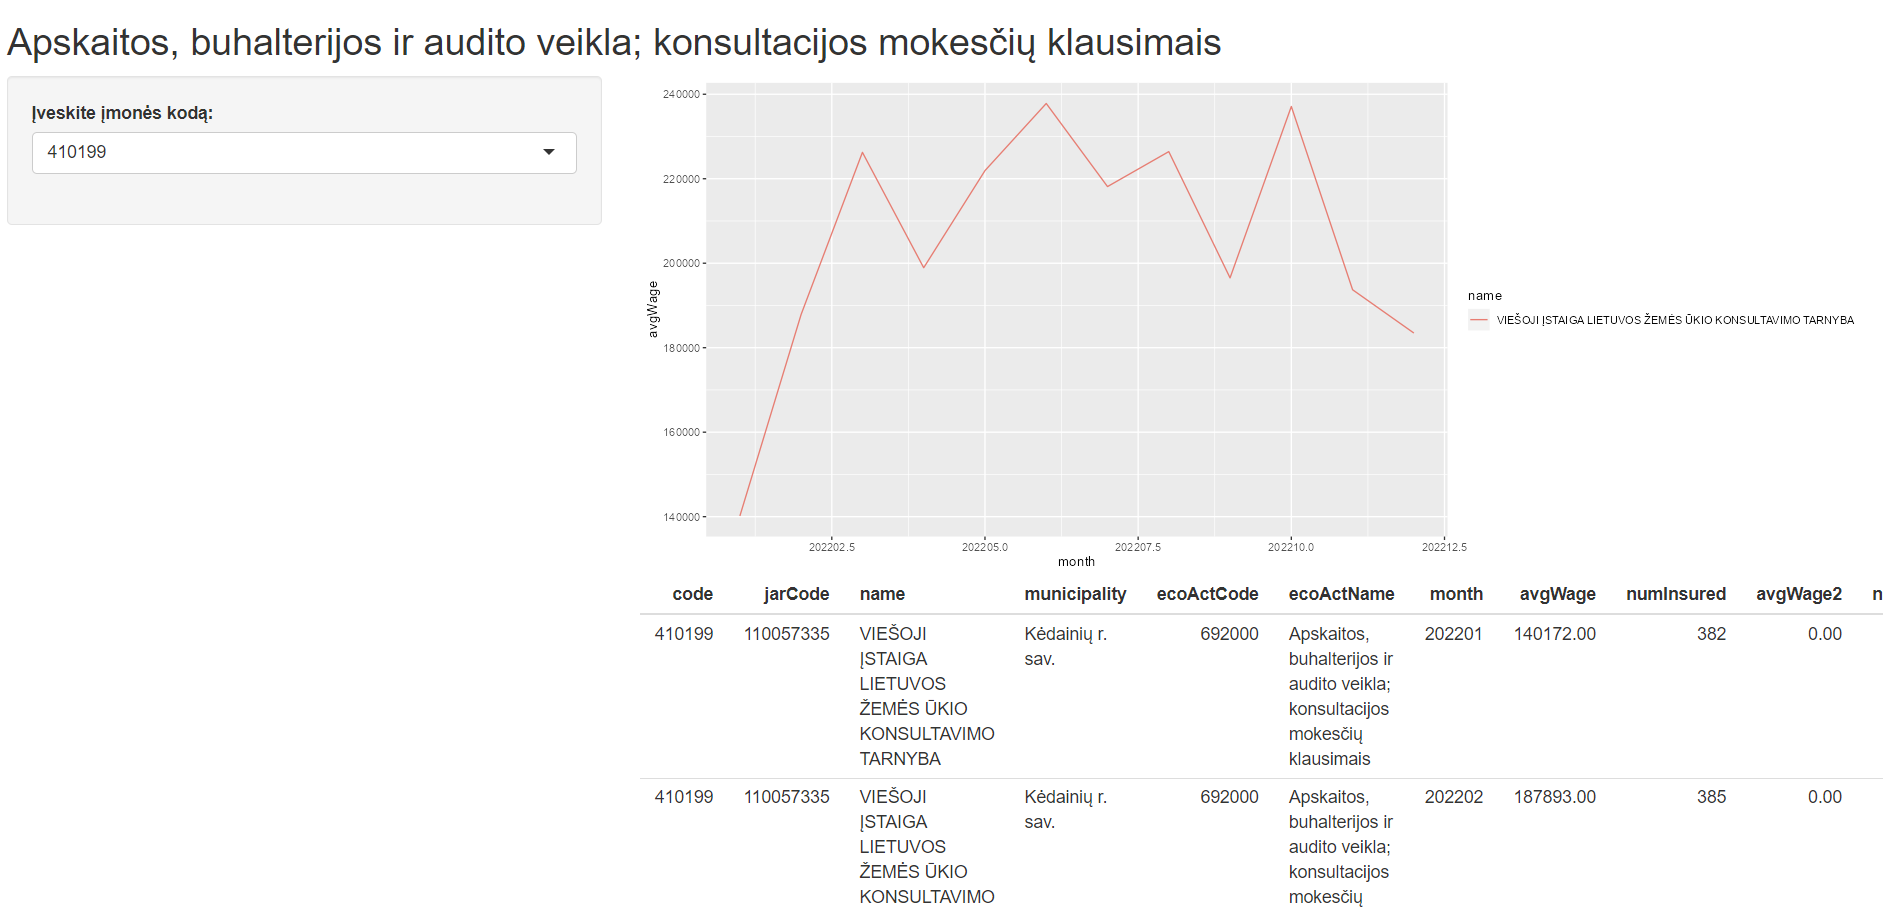 Apskaitos, buhalterijos ir audito veikla; konsultacijos mokesčių klausimais
Įveskite įmonės kodą:
410199
240000
220000
200000
180000
160000
140000
avgWage
202202.5
202205.0
202207.5
202210.0
202212.5
month
name
VIEŠOJI ĮSTAIGA LIETUVOS ŽEMĖS ŪKIO KONSULTAVIMO TARNYBA
code jarCode name municipality ecoActCode ecoActName month avgWage numInsured avgWage2 n
410199 110057335 VIEŠOJI Kėdainių r. 692000 Apskaitos, 202201 140172.00 382 0.00
ĮSTAIGA sav. buhalterijos ir
LIETUVOS audito veikla;
ŽEMĖS ŪKIO konsultacijos
KONSULTAVIMO mokesčių
TARNYBA klausimais
410199 110057335 VIEŠOJI Kėdainių r. 692000 Apskaitos, 202202 187893.00 385 0.00
ĮSTAIGA sav. buhalterijos ir
LIETUVOS audito veikla;
ŽEMĖS ŪKIO konsultacijos
KONSULTAVIMO mokesčių